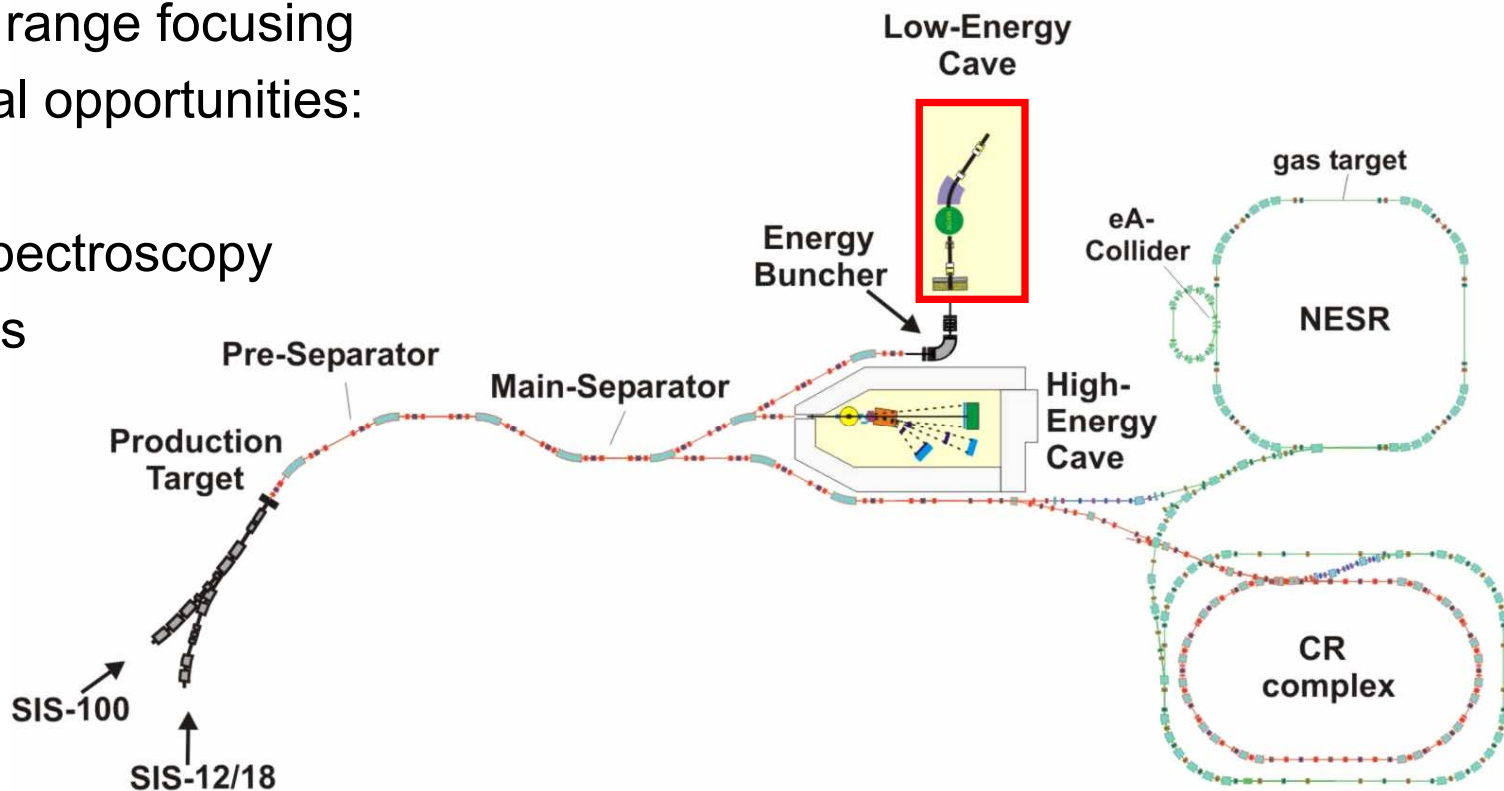 range focusing
al opportunities:
pectroscopy
s
Low-Energy
Cave
gas target
eA-
Collider
Energy
Buncher
NESR
Pre-Separator
Main-Separator
High-
Energy
Cave
Production
Target
CR
complex
SIS-100
SIS-12/18